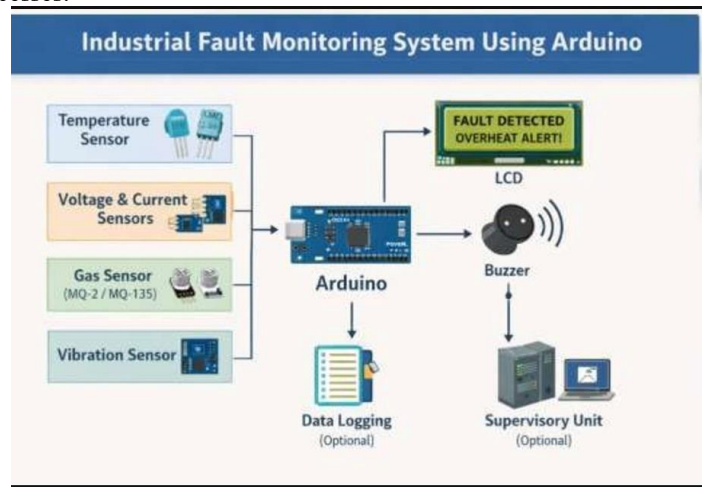 Industrial Fault Monitoring System Using Arduino
Temperature
Sensor
Voltage & Current
Sensors
Gas Sensor
(MQ-2 / MQ-135)
Vibration Sensor
Arduino
FAULT DETECTED
OVERHEAT ALERT!
LCD
Buzzer
Data Logging
(Optional)
Supervisory Unit
(Optional)